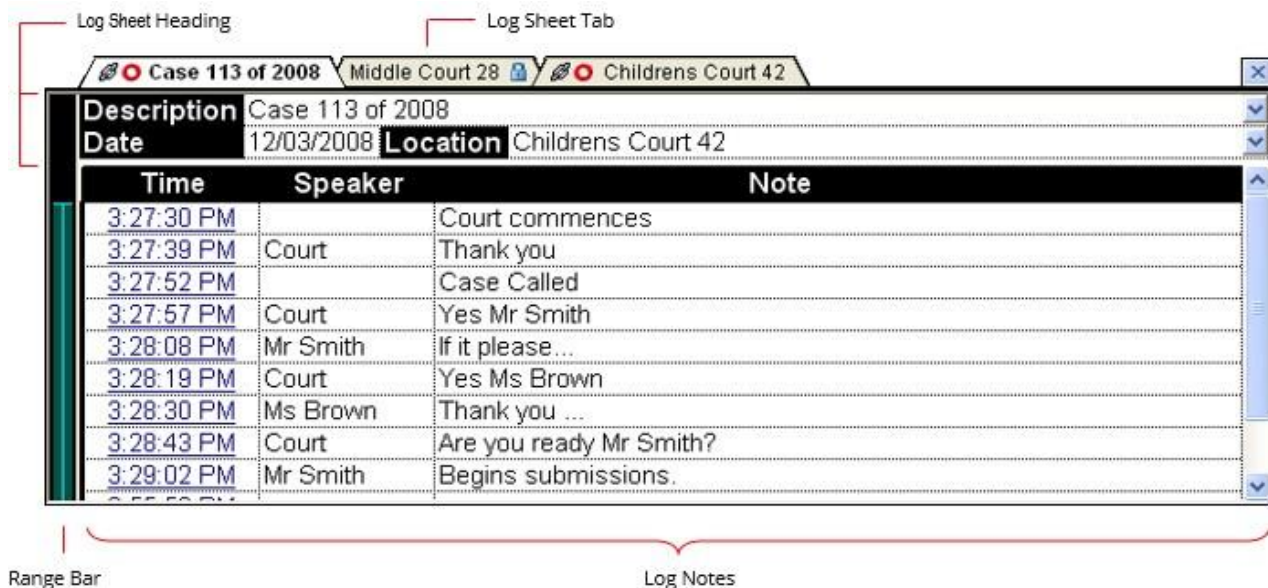 Log Sheet Heading
Log Sheet Tab
Case 113 of 2008
Middle Court 28
Childrens Court 42
Description Case 113 of 2008
Date 12/03/2008 Location Childrens Court 42
Time Speaker Note
3:27:30 PM Court commences
3:27:39 PM Court Thank you
3:27:52 PM Case Called
3:27:57 PM Court Yes Mr Smith
3:28:08 PM Mr Smith If it please...
3:28:19 PM Court Yes Ms Brown
3:28:30 PM Ms Brown Thank you ...
3:28:43 PM Court Are you ready Mr Smith?
3:29:02 PM Mr Smith Begins submissions.
Range Bar
Log Notes